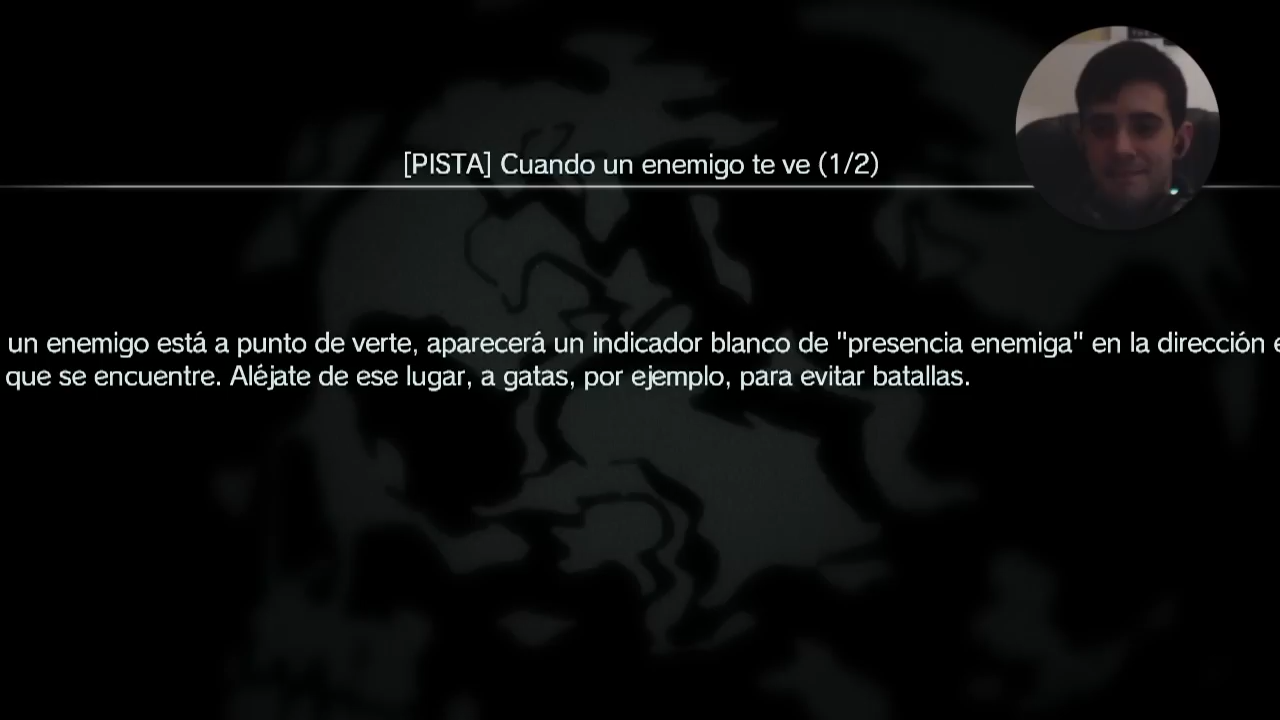 [PISTA] Cuando un enemigo te ve (1/2)
un enemigo está a punto de verte, aparecerá un indicador blanco de "presencia enemiga" en la dirección
que se encuentre. Aléjate de ese lugar, a gatas, por ejemplo, para evitar batallas.